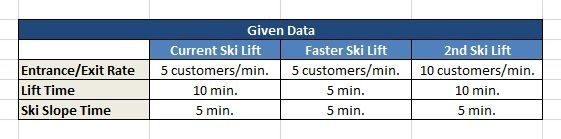 Given Data
Current Ski Lift Faster Ski Lift 2nd Ski Lift
Entrance/Exit Rate 5 customers/min. 5 customers/min. 10 customers/min.
Lift Time 10 min. 5 min. 10 min.
Ski Slope Time 5 min. 5 min. 5 min.